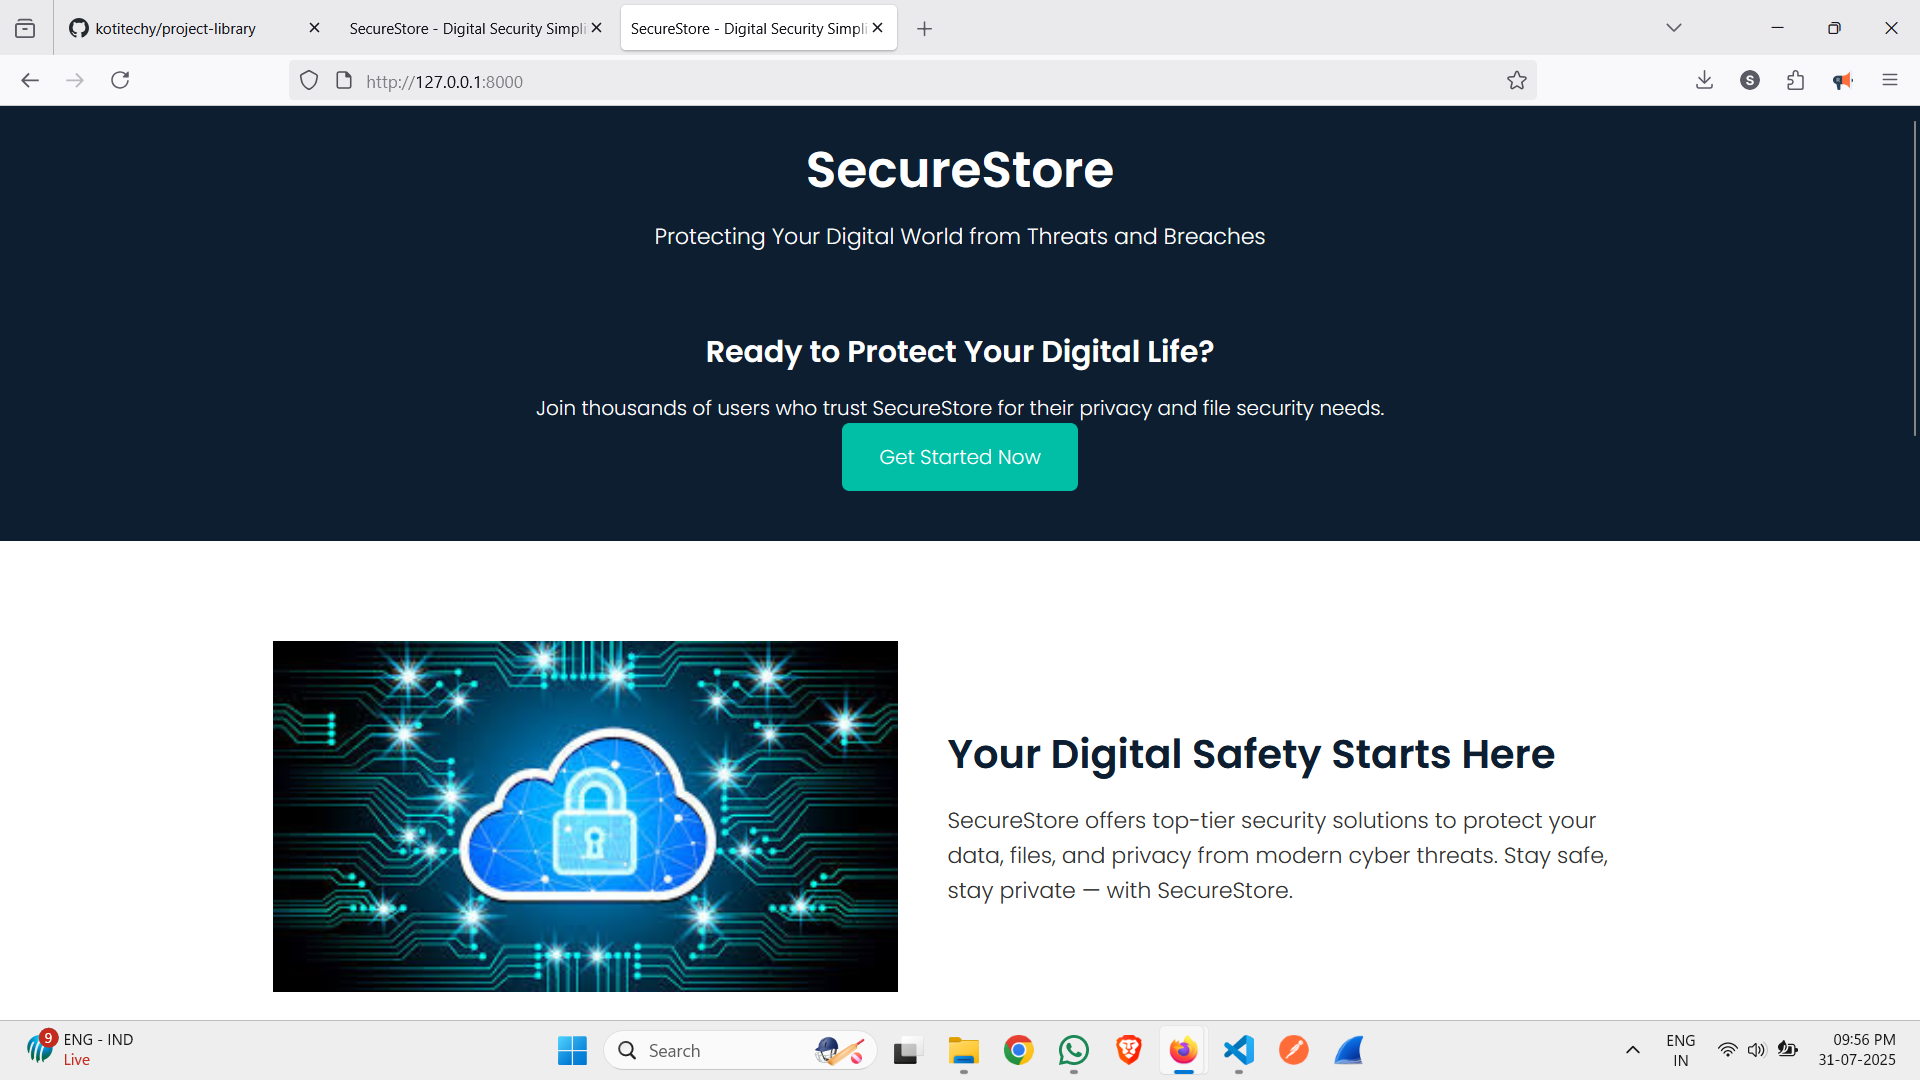 kotitechy/project-library
SecureStore - Digital Security Simpli
SecureStore - Digital Security Simpli
http://127.0.0.1:8000
S
SecureStore
Protecting Your Digital World from Threats and Breaches
Ready to Protect Your Digital Life?
Join thousands of users who trust SecureStore for their privacy and file security needs.
Get Started Now
Your Digital Safety Starts Here
SecureStore offers top-tier security solutions to protect your
data, files, and privacy from modern cyber threats. Stay safe,
stay private — with SecureStore.
9
ENG - IND
Live
Search
ENG
IN
09:56 PM
31-07-2025